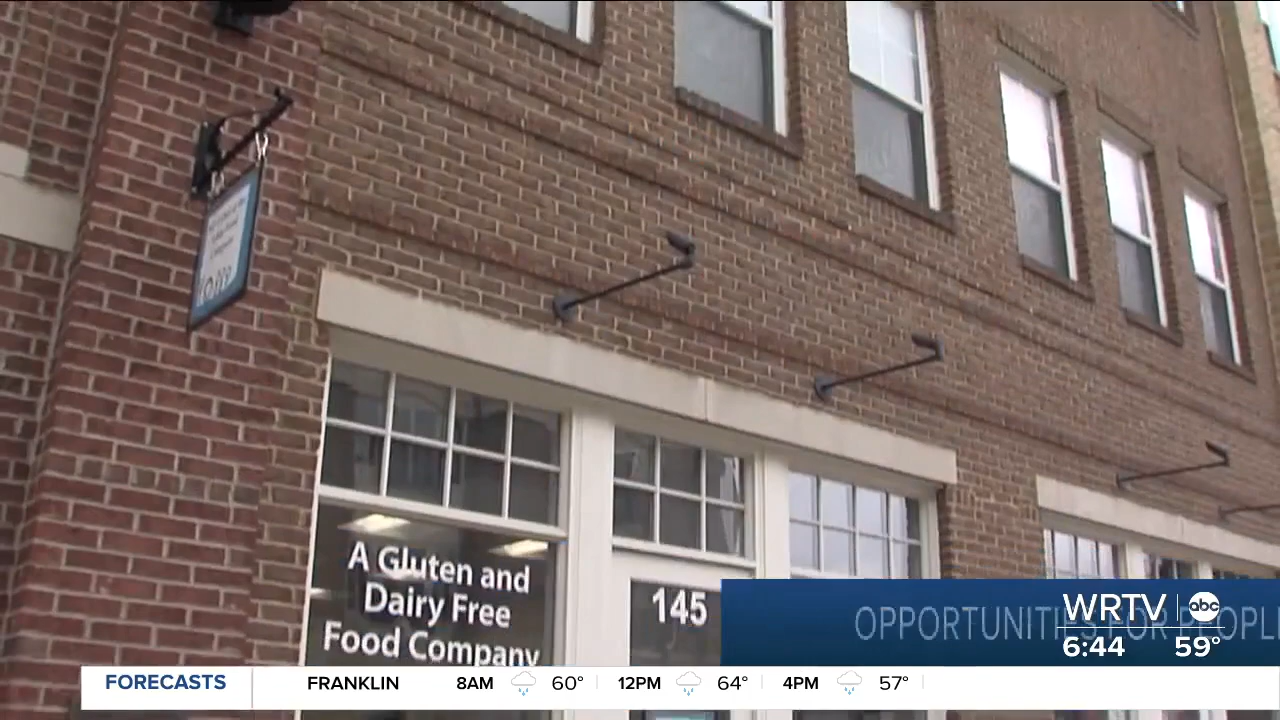 A Gluten and
Dairy Free
Food Company
145
OPPORTUNITIES FOR PEOPL
WRTV abc
6:44 59°
FORECASTS FRANKLIN 8AM 60° 12PM 64° 4PM 57°